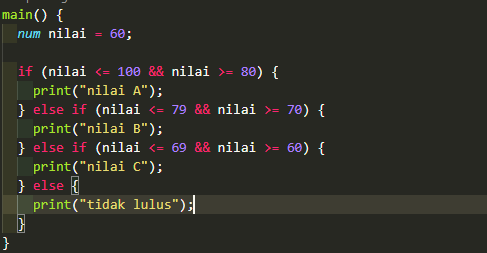 main() {
  num nilai = 60;

  if (nilai <= 100 && nilai >= 80) {
    print("nilai A");
  } else if (nilai <= 79 && nilai >= 70) {
    print("nilai B");
  } else if (nilai <= 69 && nilai >= 60) {
    print("nilai C");
  } else {
    print("tidak lulus");
  }
}